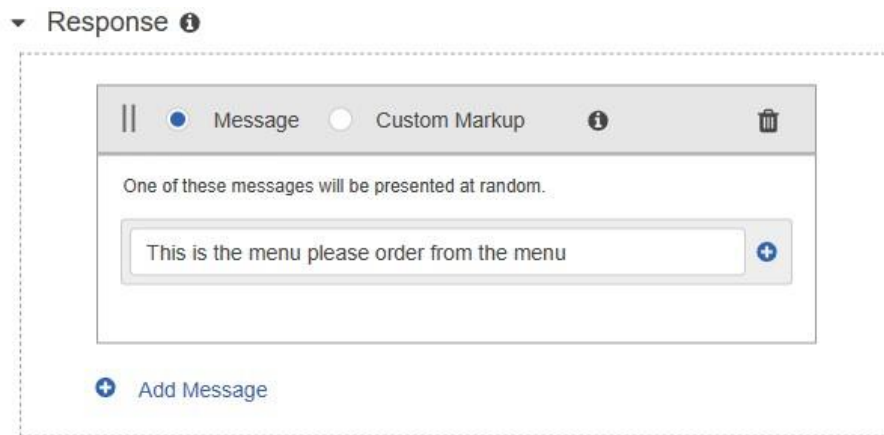 Response
Message Custom Markup
One of these messages will be presented at random.
This is the menu please order from the menu
Add Message